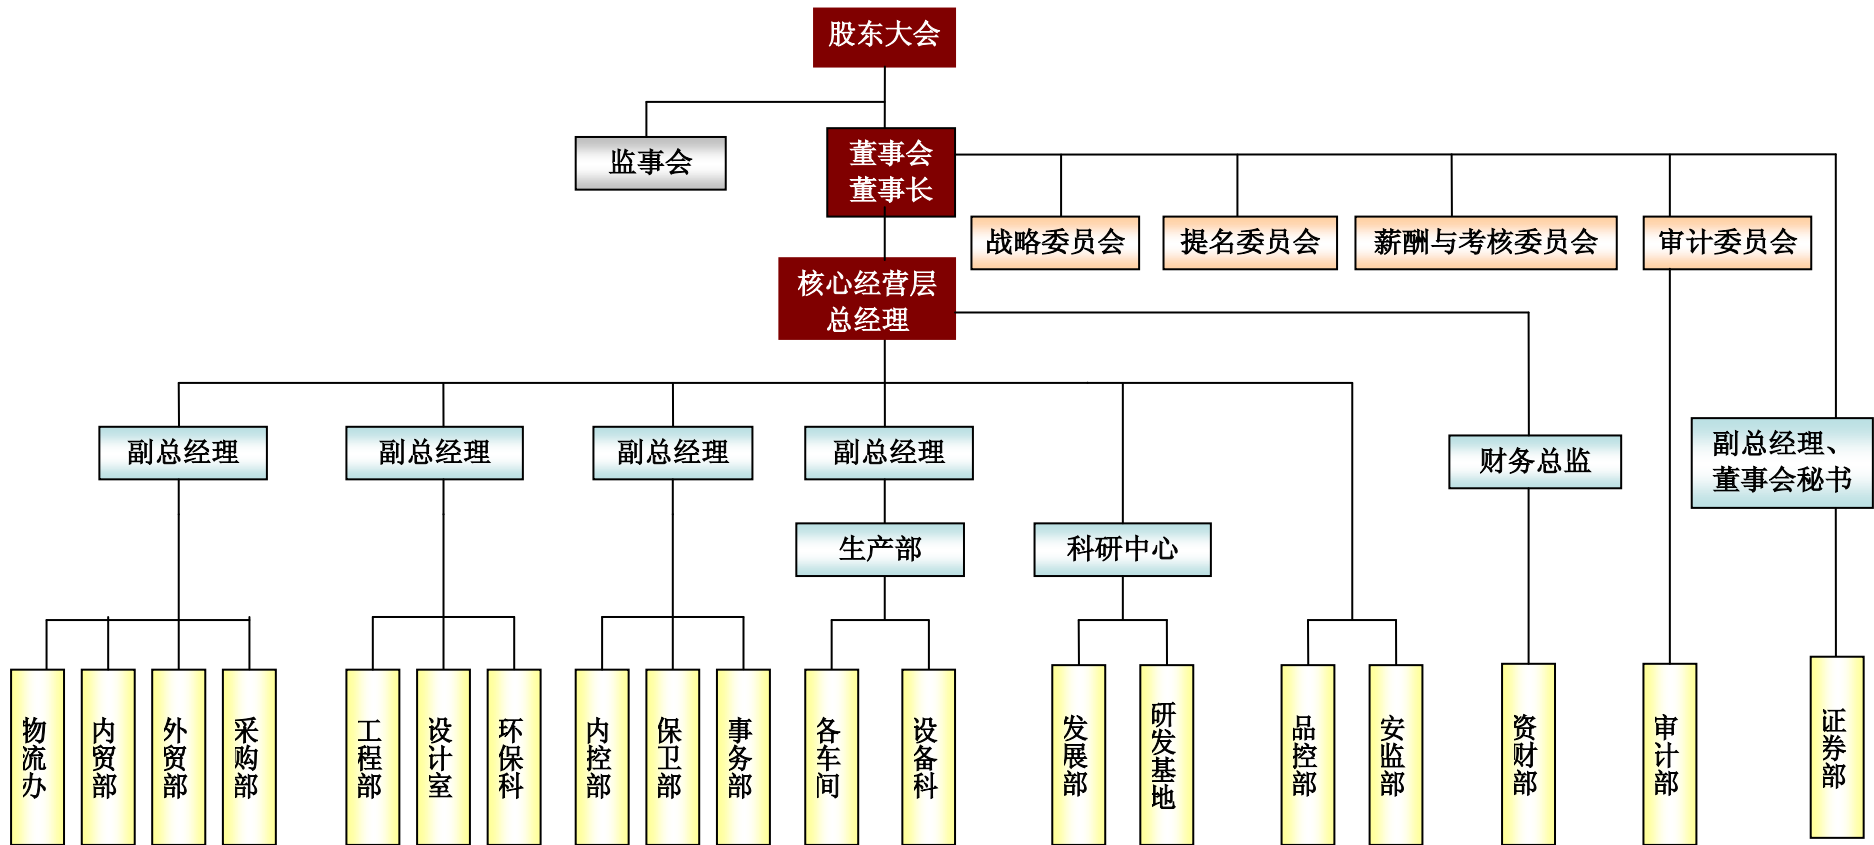 股东大会
监事会
董事会
董事长
战略委员会
提名委员会
薪酬与考核委员会
审计委员会
核心经营层
总经理
副总经理
副总经理
副总经理
副总经理
财务总监
副总经理、
董事会秘书
生产部
科研中心
物流办
内贸部
外贸部
采购部
工程部
设计室
环保科
内控部
保卫部
事务部
各车间
设备科
发展部
研发基地
品控部
安监部
资财部
审计部
证券部